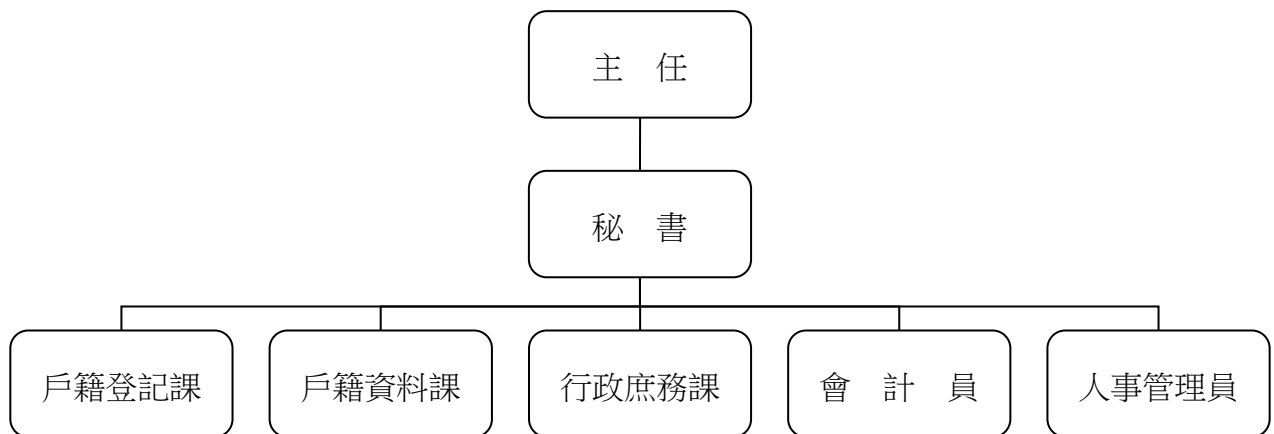 主　任
秘　書
戶籍登記課
戶籍資料課
行政庶務課
會　計　員
人事管理員